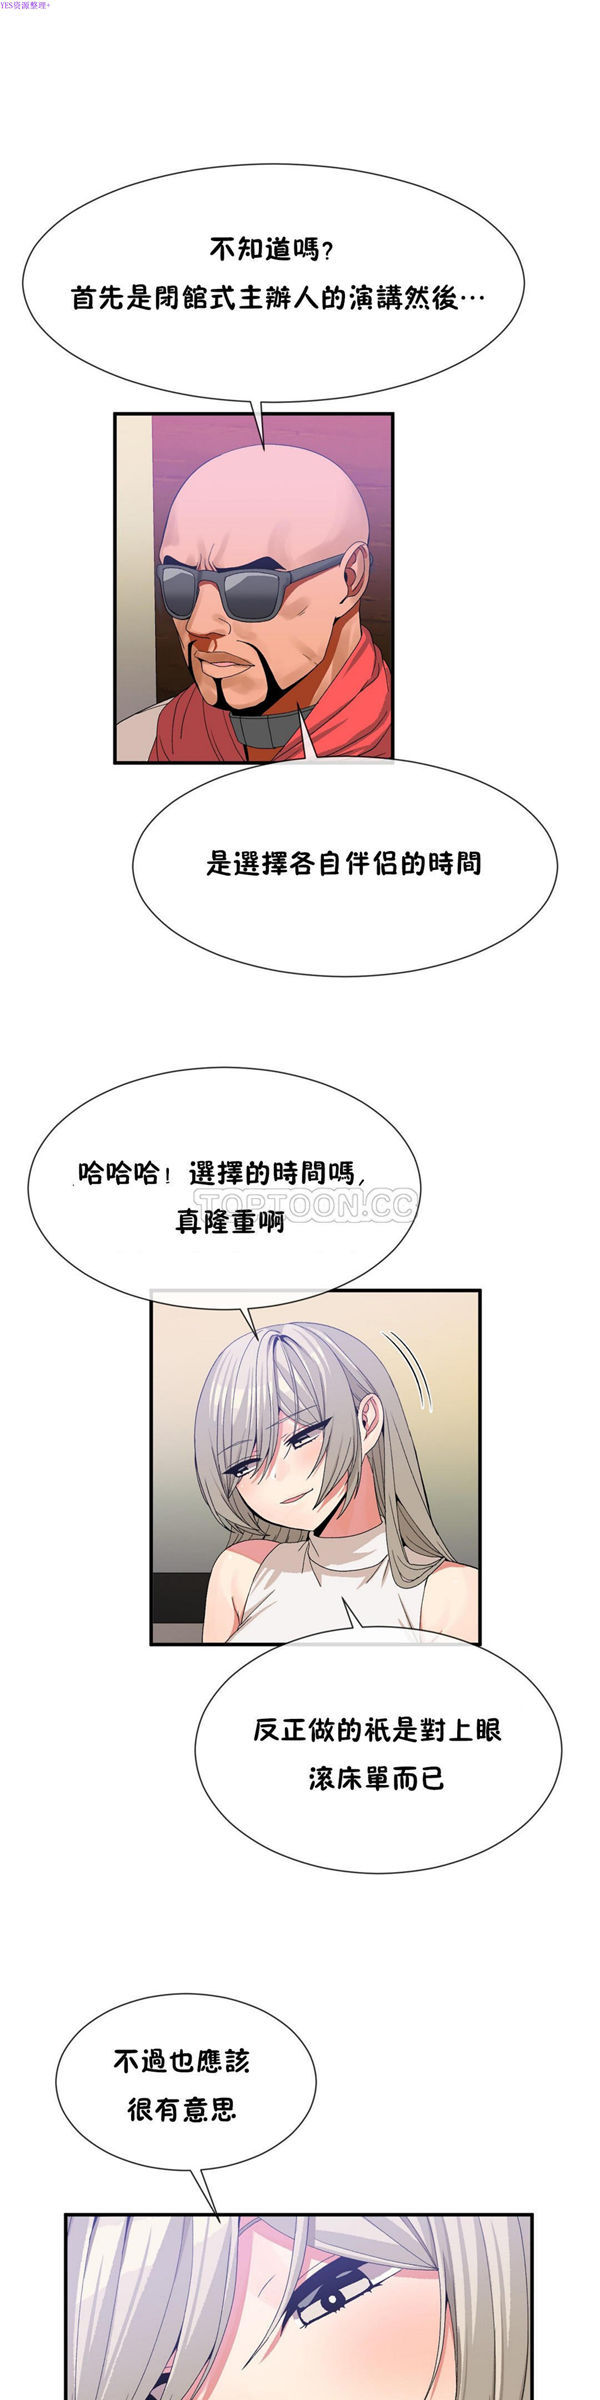 YES资源整理+
不知道嗎?
首先是閉館式主辦人的演講然後…
是選擇各自伴侶的時間
哈哈哈! 選擇的時間嗎,
TOPTOON.CC
真隆重啊
反正做的祇是對上眼
滾床單而已
不過也應該
很有意思